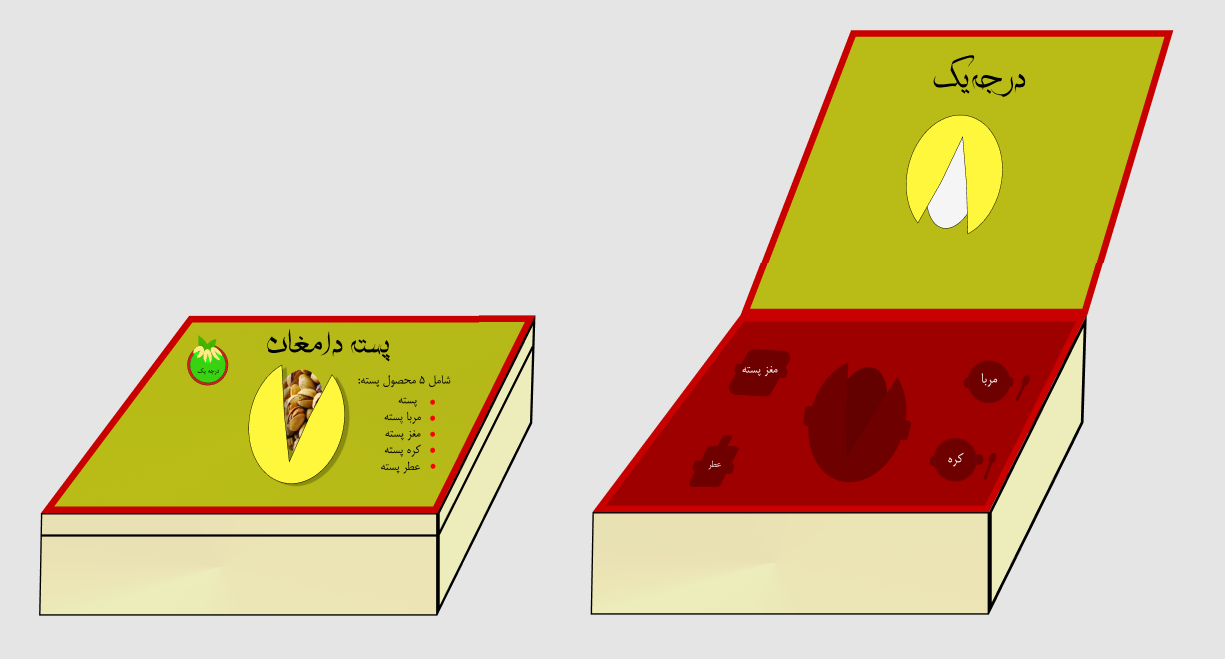 پسته دامغان
درجه یک
شامل ۵ محصول پسته:
پسته
مربا پسته
مغز پسته
کره پسته
عطر پسته
درجه یک
مغز پسته
مربا
عطر
کره